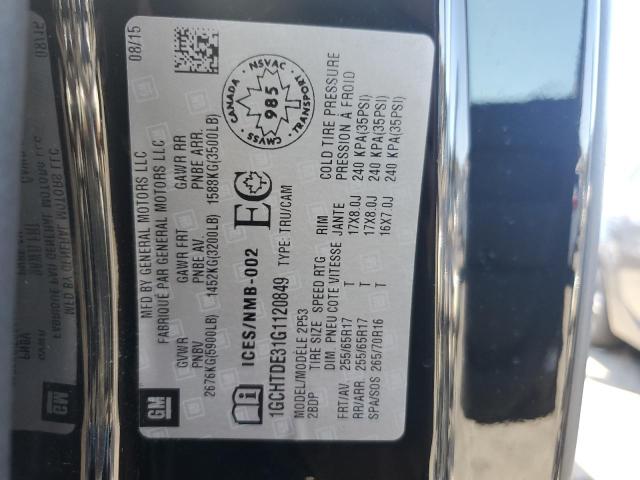 GM
MFD BY GENERAL MOTORS LLC 08/15
FABRIQUÉ PAR GENERAL MOTORS LLC
GVWR GAWR FRT GAWR RR
PNBV PNBE AV PNBE ARR.
2676KG(5900LB) 1452KG(3200LB) 1588KG(3500LB)
ICES/NMB-002 EC
CANADA NSVAC TRANSPORT CMVSS 985
1GCHTDE31G1120849 TYPE: TRU/CAM
MODEL/MODÈLE 2P53
2BDP
TIRE SIZE SPEED RTG RIM COLD TIRE PRESSURE
DIM. PNEU COTE VITESSE JANTE PRESSION À FROID
FRT/AV. 255/65R17 T 17X8.0J 240 KPA(35PSI)
RR/ARR. 255/65R17 T 17X8.0J 240 KPA(35PSI)
SPA/SOS 265/70R16 T 16X7.0J 240 KPA(35PSI)